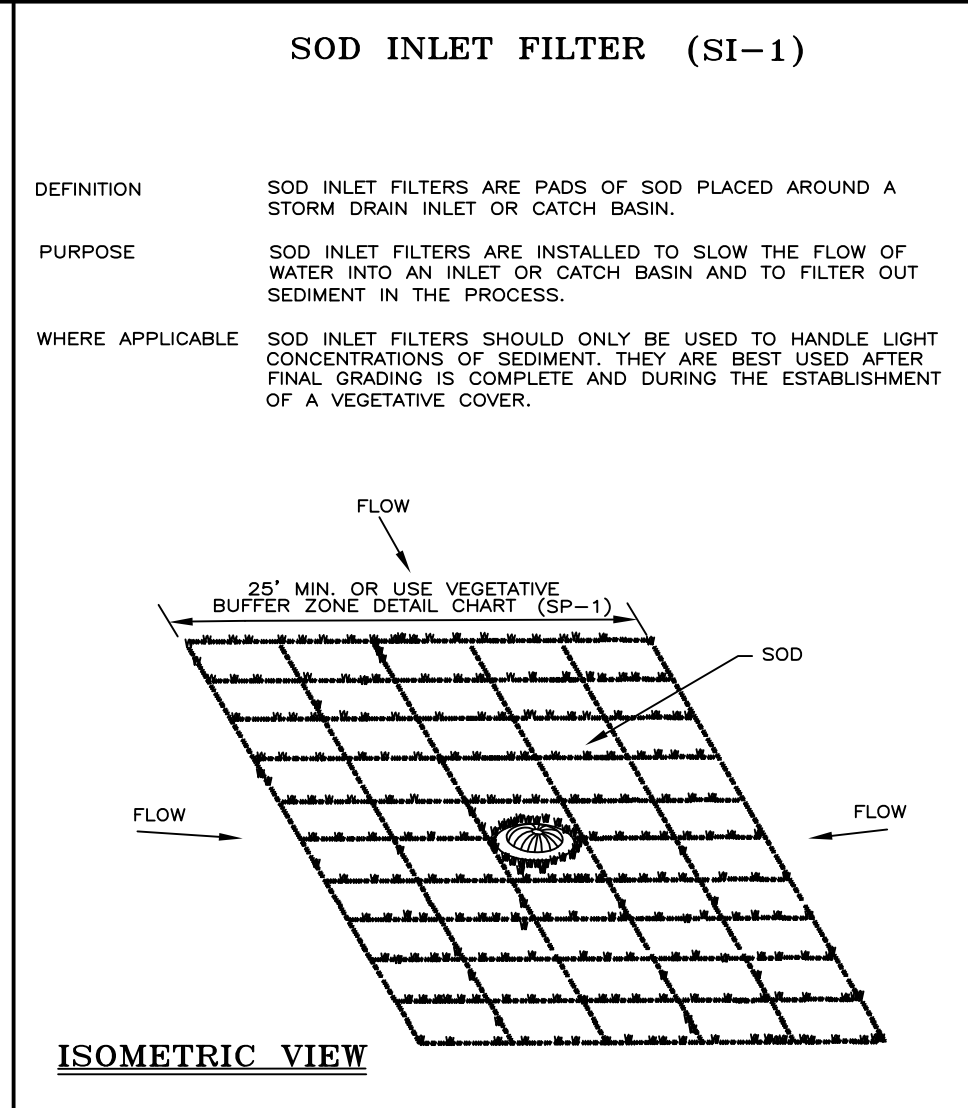 SOD INLET FILTER (SI-1)
DEFINITION SOD INLET FILTERS ARE PADS OF SOD PLACED AROUND A
STORM DRAIN INLET OR CATCH BASIN.
PURPOSE SOD INLET FILTERS ARE INSTALLED TO SLOW THE FLOW OF
WATER INTO AN INLET OR CATCH BASIN AND TO FILTER OUT
SEDIMENT IN THE PROCESS.
WHERE APPLICABLE SOD INLET FILTERS SHOULD ONLY BE USED TO HANDLE LIGHT
CONCENTRATIONS OF SEDIMENT. THEY ARE BEST USED AFTER
FINAL GRADING IS COMPLETE AND DURING THE ESTABLISHMENT
OF A VEGETATIVE COVER.
FLOW
25' MIN. OR USE VEGETATIVE
BUFFER ZONE DETAIL CHART (SP-1)
SOD
FLOW
FLOW
ISOMETRIC VIEW